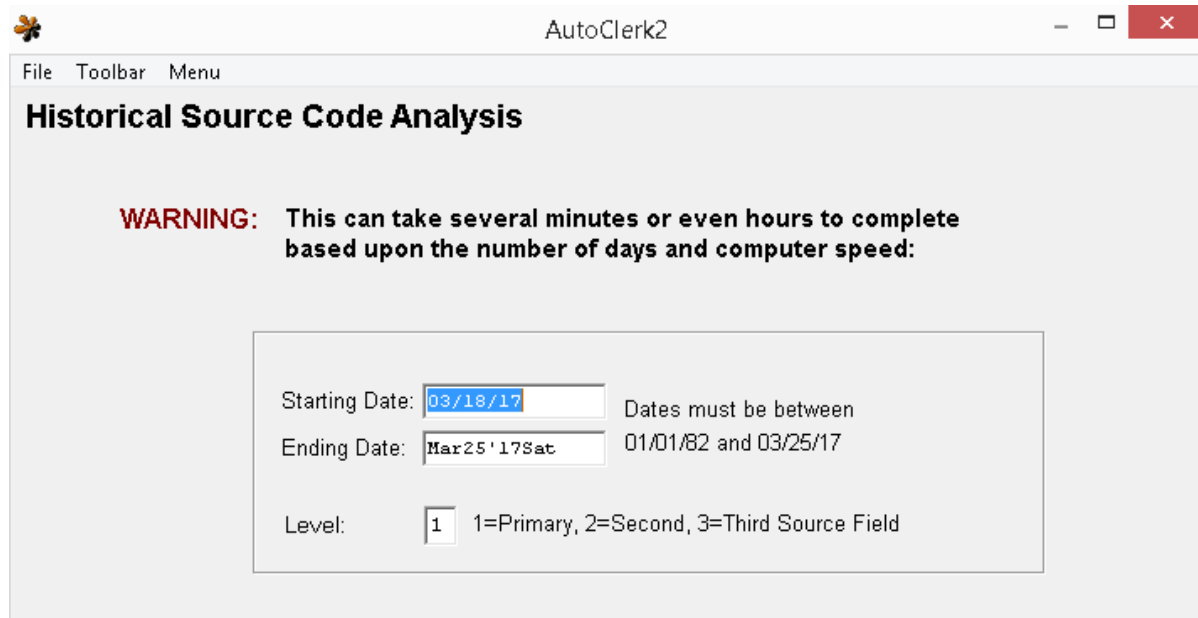 AutoClerk2
File Toolbar Menu
Historical Source Code Analysis
WARNING: This can take several minutes or even hours to complete
based upon the number of days and computer speed:
Starting Date: 03/18/17
Dates must be between
Ending Date: Mar25'17Sat
01/01/82 and 03/25/17
Level: 1 1=Primary, 2=Second, 3=Third Source Field